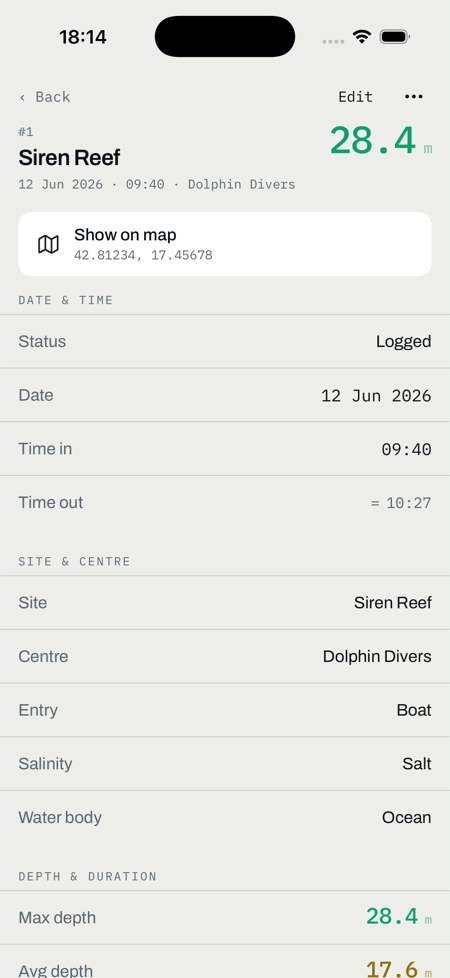 18:14
‹ Back
Edit
•••
#1
Siren Reef
28.4 m
12 Jun 2026 · 09:40 · Dolphin Divers
Show on map
42.81234, 17.45678
DATE & TIME
Status Logged
Date 12 Jun 2026
Time in 09:40
Time out = 10:27
SITE & CENTRE
Site Siren Reef
Centre Dolphin Divers
Entry Boat
Salinity Salt
Water body Ocean
DEPTH & DURATION
Max depth 28.4 m
Avg depth 17.6 m